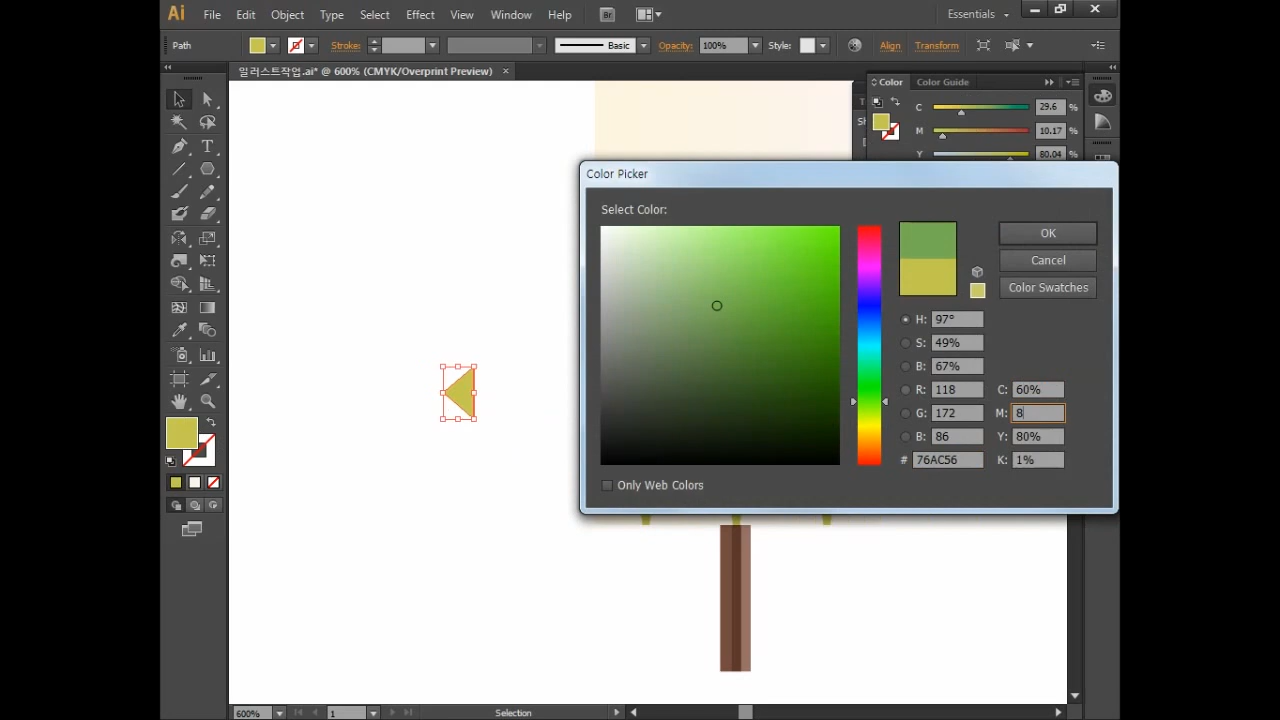 Ai File Edit Object Type Select Effect View Window Help Br Essentials
Path Stroke: Basic Opacity: 100% Style: Align Transform
일러스트작업.ai* @ 600% (CMYK/Overprint Preview) ×
Color Color Guide
C 29.6 %
M 10.17 %
Y 80.04 %
Color Picker
Select Color:
OK
Cancel
Color Swatches
H: 97°
S: 49%
B: 67%
R: 118 C: 60%
G: 172 M: 8
B: 86 Y: 80%
# 76AC56 K: 1%
Only Web Colors
600% 1 Selection